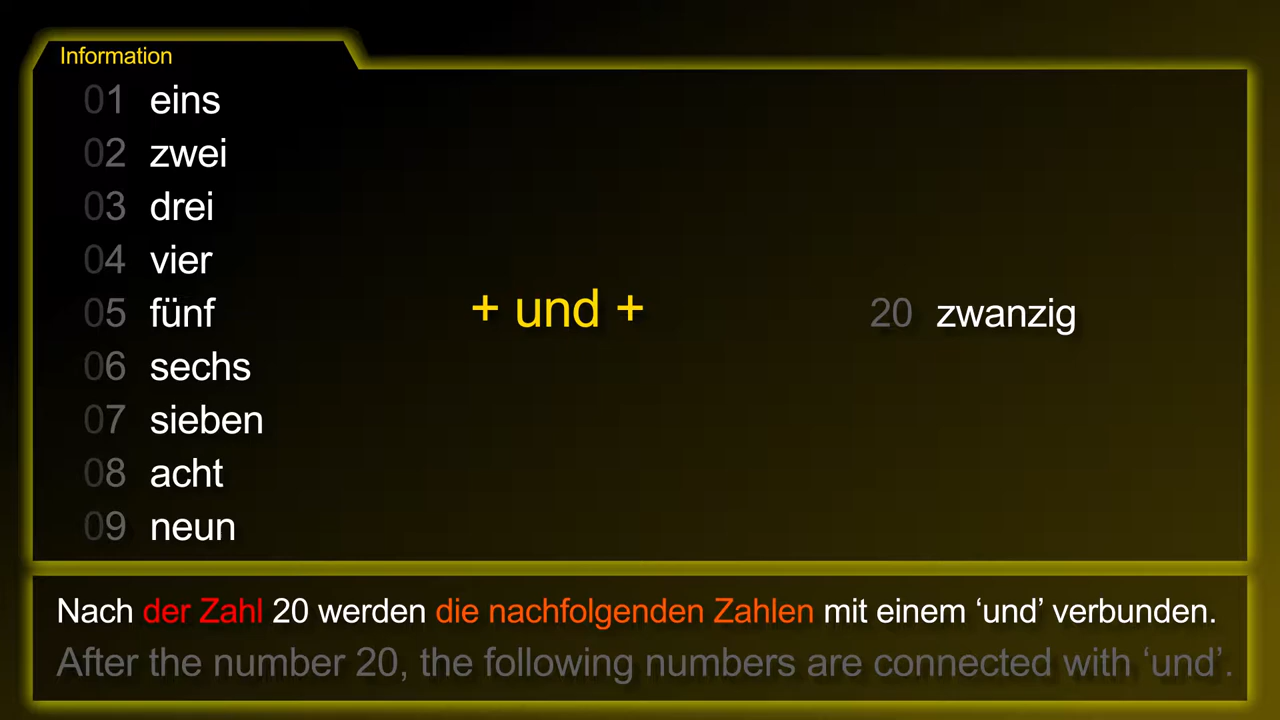 Information
01 eins
02 zwei
03 drei
04 vier
05 fünf
06 sechs
07 sieben
08 acht
09 neun
+ und +
20 zwanzig
Nach der Zahl 20 werden die nachfolgenden Zahlen mit einem ‘und’ verbunden.
After the number 20, the following numbers are connected with ‘und’.